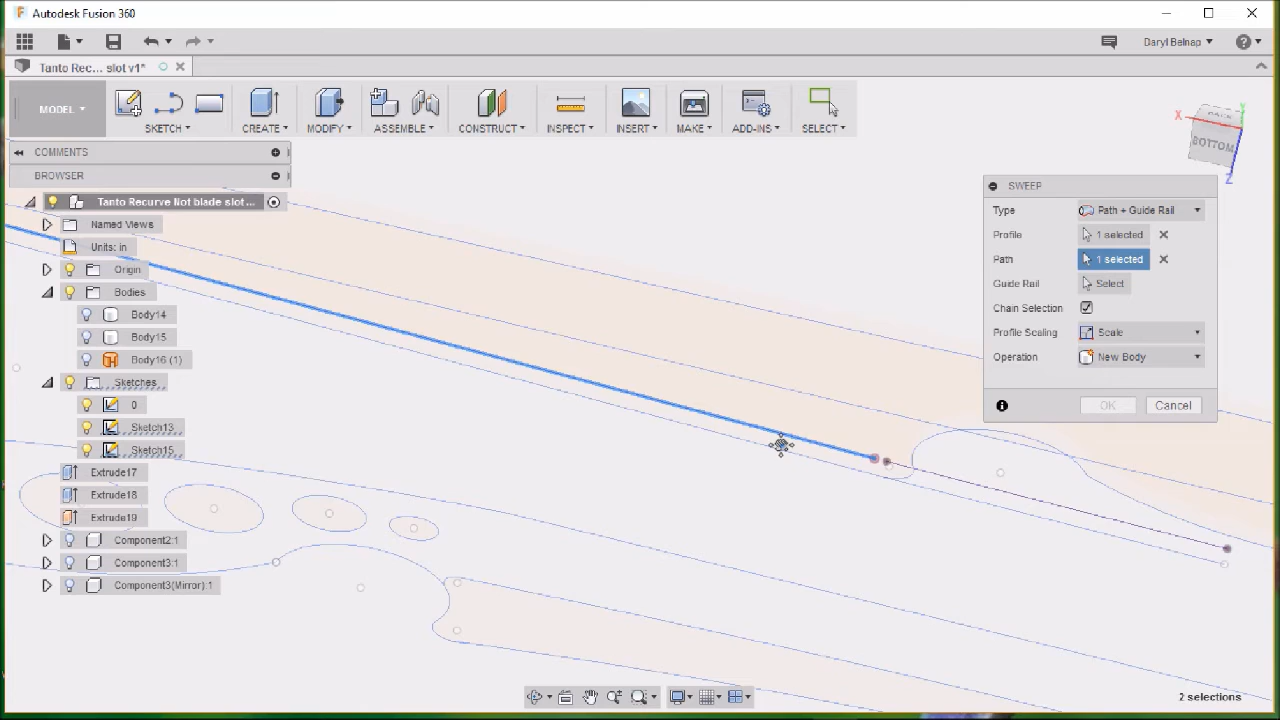 Autodesk Fusion 360
Daryl Belnap
Tanto Rec... slot v1*
MODEL
SKETCH
CREATE
MODIFY
ASSEMBLE
CONSTRUCT
INSPECT
INSERT
MAKE
ADD-INS
SELECT
COMMENTS
BROWSER
Tanto Recurve Not blade slot ...
Named Views
Units: in
Origin
Bodies
Body14
Body15
Body16 (1)
Sketches
0
Sketch13
Sketch15
Extrude17
Extrude18
Extrude19
Component2:1
Component3:1
Component3(Mirror):1
X
Y
Z
BACK
BOTTOM
SWEEP
Type Path + Guide Rail
Profile 1 selected
Path 1 selected
Guide Rail Select
Chain Selection
Profile Scaling Scale
Operation New Body
OK Cancel
2 selections